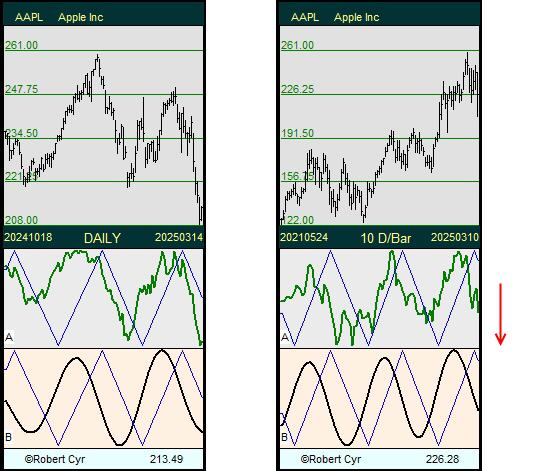 AAPL Apple Inc
261.00
247.75
234.50
221.25
208.00
20241018 DAILY 20250314
A
B
©Robert Cyr 213.49
AAPL Apple Inc
261.00
226.25
191.50
156.75
122.00
20210524 10 D/Bar 20250310
A
B
©Robert Cyr 226.28